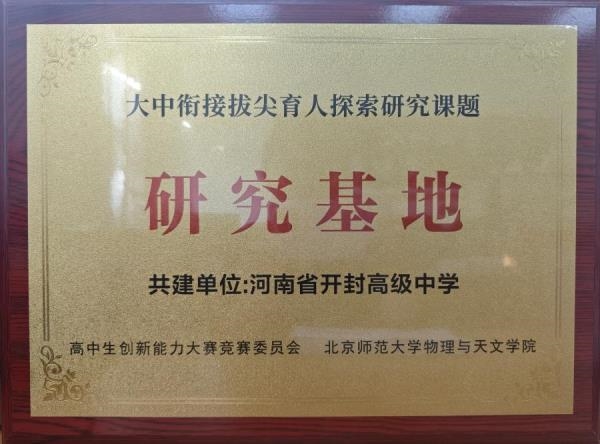 大中衔接拔尖育人探索研究课题
研究基地
共建单位:河南省开封高级中学
高中生创新能力大赛竞赛委员会 北京师范大学物理与天文学院